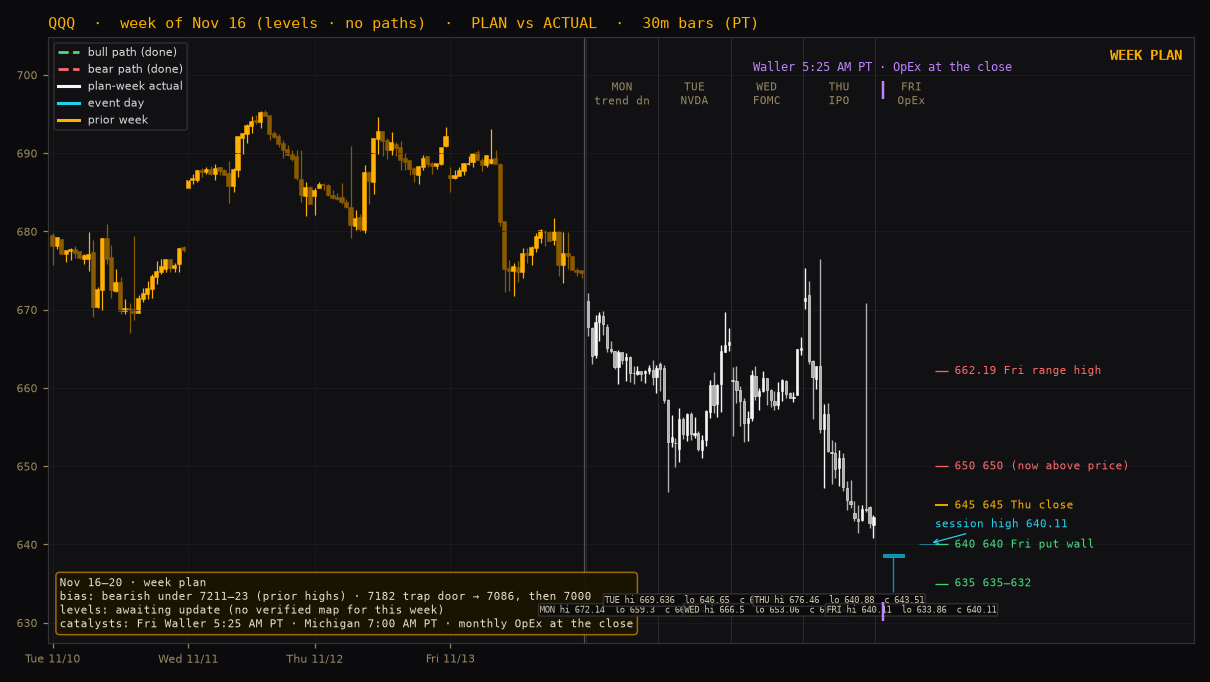 QQQ · week of Nov 16 (levels · no paths) · PLAN vs ACTUAL · 30m bars (PT)
WEEK PLAN
bull path (done)
bear path (done)
plan-week actual
event day
prior week
Waller 5:25 AM PT · OpEx at the close
MON
trend dn
TUE
NVDA
WED
FOMC
THU
IPO
FRI
OpEx
700
690
680
670
660
650
640
630
662.19 Fri range high
650 650 (now above price)
645 645 Thu close
session high 640.11
640 640 Fri put wall
635 635–632
Nov 16–20 · week plan
bias: bearish under 7211–23 (prior highs) · 7182 trap door → 7086, then 7000
levels: awaiting update (no verified map for this week)
catalysts: Fri Waller 5:25 AM PT · Michigan 7:00 AM PT · monthly OpEx at the close
TUE hi 669.636 lo 646.65 c
THU hi 676.46 lo 640.88 c 643.51
MON hi 672.14 lo 659.3 c
WED hi 666.5 lo 653.06 c
FRI hi 640.11 lo 633.86 c 640.11
Tue 11/10
Wed 11/11
Thu 11/12
Fri 11/13